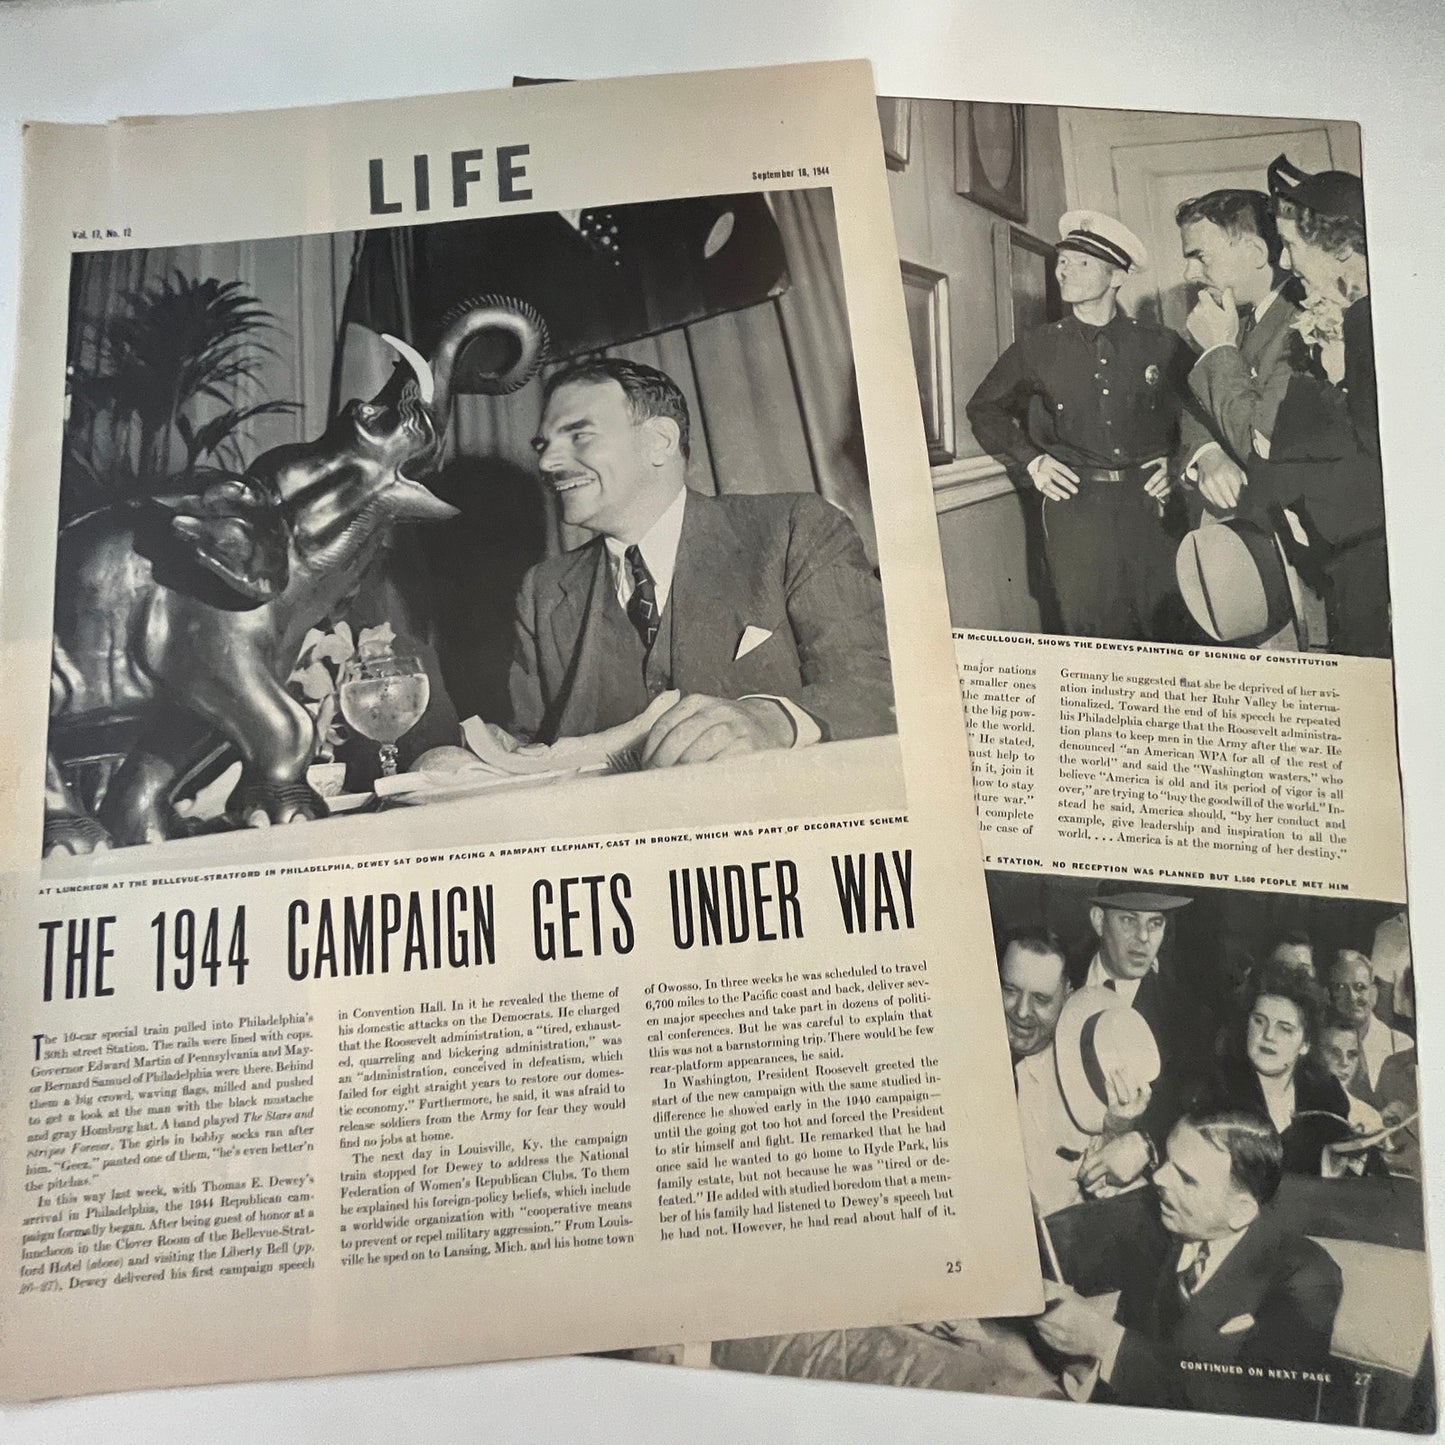 LIFE
Vol. 17, No. 12
September 18, 1944
AT LUNCHEON AT THE BELLEVUE-STRATFORD IN PHILADELPHIA, DEWEY SAT DOWN FACING A RAMPANT ELEPHANT, CAST IN BRONZE, WHICH WAS PART OF DECORATIVE SCHEME
THE 1944 CAMPAIGN GETS UNDER WAY
The 10-car special train pulled into Philadelphia's
30th street Station. The rails were lined with cops.
Governor Edward Martin of Pennsylvania and May-
or Bernard Samuel of Philadelphia were there. Behind
them a big crowd, waving flags, milled and pushed
to get a look at the man with the black mustache
and gray Homburg hat. A band played The Stars and
Stripes Forever. The girls in bobby socks ran after
him. "Geez," panted one of them, "he's even better'n
the pitchas."
In this way last week, with Thomas E. Dewey's
arrival in Philadelphia, the 1944 Republican cam-
paign formally began. After being guest of honor at a
luncheon in the Clover Room of the Bellevue-Strat-
ford Hotel (above) and visiting the Liberty Bell (pp.
26-27), Dewey delivered his first campaign speech
in Convention Hall. In it he revealed the theme of
his domestic attacks on the Democrats. He charged
that the Roosevelt administration, a "tired, exhaust-
ed, quarreling and bickering administration," was
an "administration, conceived in defeatism, which
failed for eight straight years to restore our domes-
tic economy." Furthermore, he said, it was afraid to
release soldiers from the Army for fear they would
find no jobs at home.
The next day in Louisville, Ky. the campaign
train stopped for Dewey to address the National
Federation of Women's Republican Clubs. To them
he explained his foreign-policy beliefs, which include
a worldwide organization with "cooperative means
to prevent or repel military aggression." From Louis-
ville he sped on to Lansing, Mich. and his home town
of Owosso. In three weeks he was scheduled to travel
6,700 miles to the Pacific coast and back, deliver sev-
en major speeches and take part in dozens of politi-
cal conferences. But he was careful to explain that
this was not a barnstorming trip. There would be few
rear-platform appearances, he said.
In Washington, President Roosevelt greeted the
start of the new campaign with the same studied in-
difference he showed early in the 1940 campaign—
until the going got too hot and forced the President
to stir himself and fight. He remarked that he had
once said he wanted to go home to Hyde Park, his
family estate, but not because he was "tired or de-
feated." He added with studied boredom that a mem-
ber of his family had listened to Dewey's speech but
he had not. However, he had read about half of it.
25
EN McCULLOUGH, SHOWS THE DEWEYS PAINTING OF SIGNING OF CONSTITUTION
major nations
smaller ones
the matter of
t the big pow-
le the world.
" He stated,
must help to
in it, join it
how to stay
ture war."
complete
he case of
Germany he suggested that she be deprived of her avi-
ation industry and that her Ruhr Valley be interna-
tionalized. Toward the end of his speech he repeated
his Philadelphia charge that the Roosevelt administra-
tion plans to keep men in the Army after the war. He
denounced "an American WPA for all of the rest of
the world" and said the "Washington wasters," who
believe "America is old and its period of vigor is all
over," are trying to "buy the goodwill of the world." In-
stead he said, America should, "by her conduct and
example, give leadership and inspiration to all the
world. . . . America is at the morning of her destiny."
LE STATION. NO RECEPTION WAS PLANNED BUT 1,500 PEOPLE MET HIM
CONTINUED ON NEXT PAGE 27